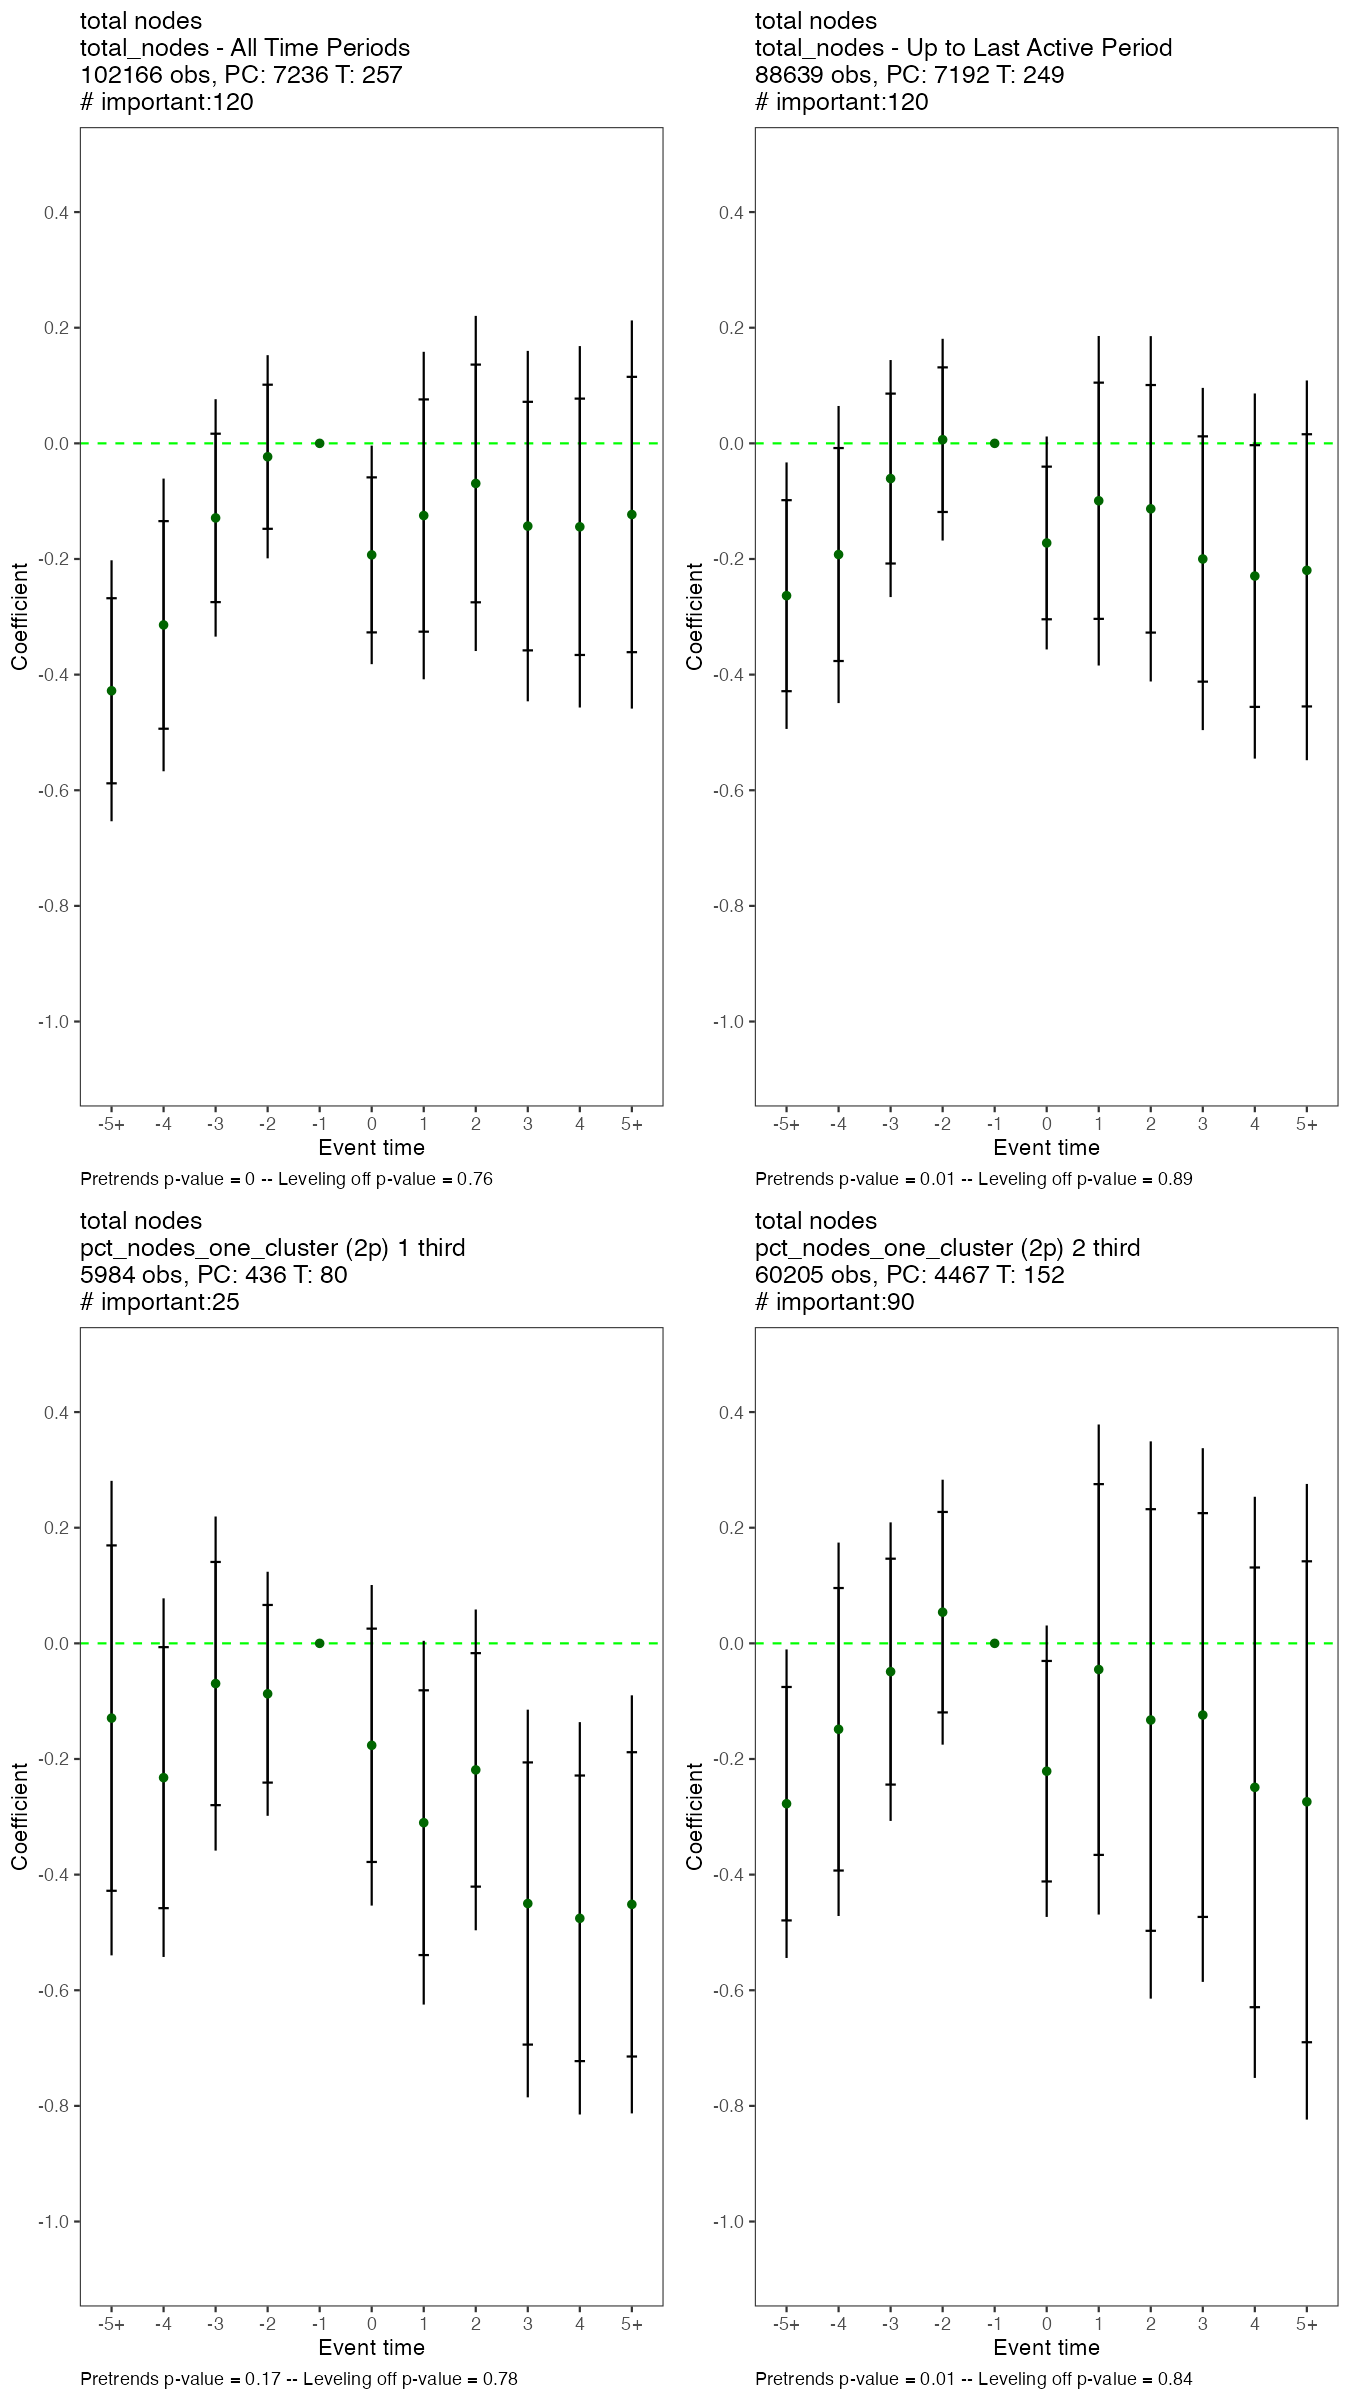 total nodes
total_nodes - All Time Periods
102166 obs, PC: 7236 T: 257
# important:120
0.4
0.2
0.0
-0.2
-0.4
-0.6
-0.8
-1.0
Coefficient
-5+ -4 -3 -2 -1 0 1 2 3 4 5+
Event time
Pretrends p-value = 0 -- Leveling off p-value = 0.76
total nodes
total_nodes - Up to Last Active Period
88639 obs, PC: 7192 T: 249
# important:120
0.4
0.2
0.0
-0.2
-0.4
-0.6
-0.8
-1.0
Coefficient
-5+ -4 -3 -2 -1 0 1 2 3 4 5+
Event time
Pretrends p-value = 0.01 -- Leveling off p-value = 0.89
total nodes
pct_nodes_one_cluster (2p) 1 third
5984 obs, PC: 436 T: 80
# important:25
0.4
0.2
0.0
-0.2
-0.4
-0.6
-0.8
-1.0
Coefficient
-5+ -4 -3 -2 -1 0 1 2 3 4 5+
Event time
Pretrends p-value = 0.17 -- Leveling off p-value = 0.78
total nodes
pct_nodes_one_cluster (2p) 2 third
60205 obs, PC: 4467 T: 152
# important:90
0.4
0.2
0.0
-0.2
-0.4
-0.6
-0.8
-1.0
Coefficient
-5+ -4 -3 -2 -1 0 1 2 3 4 5+
Event time
Pretrends p-value = 0.01 -- Leveling off p-value = 0.84